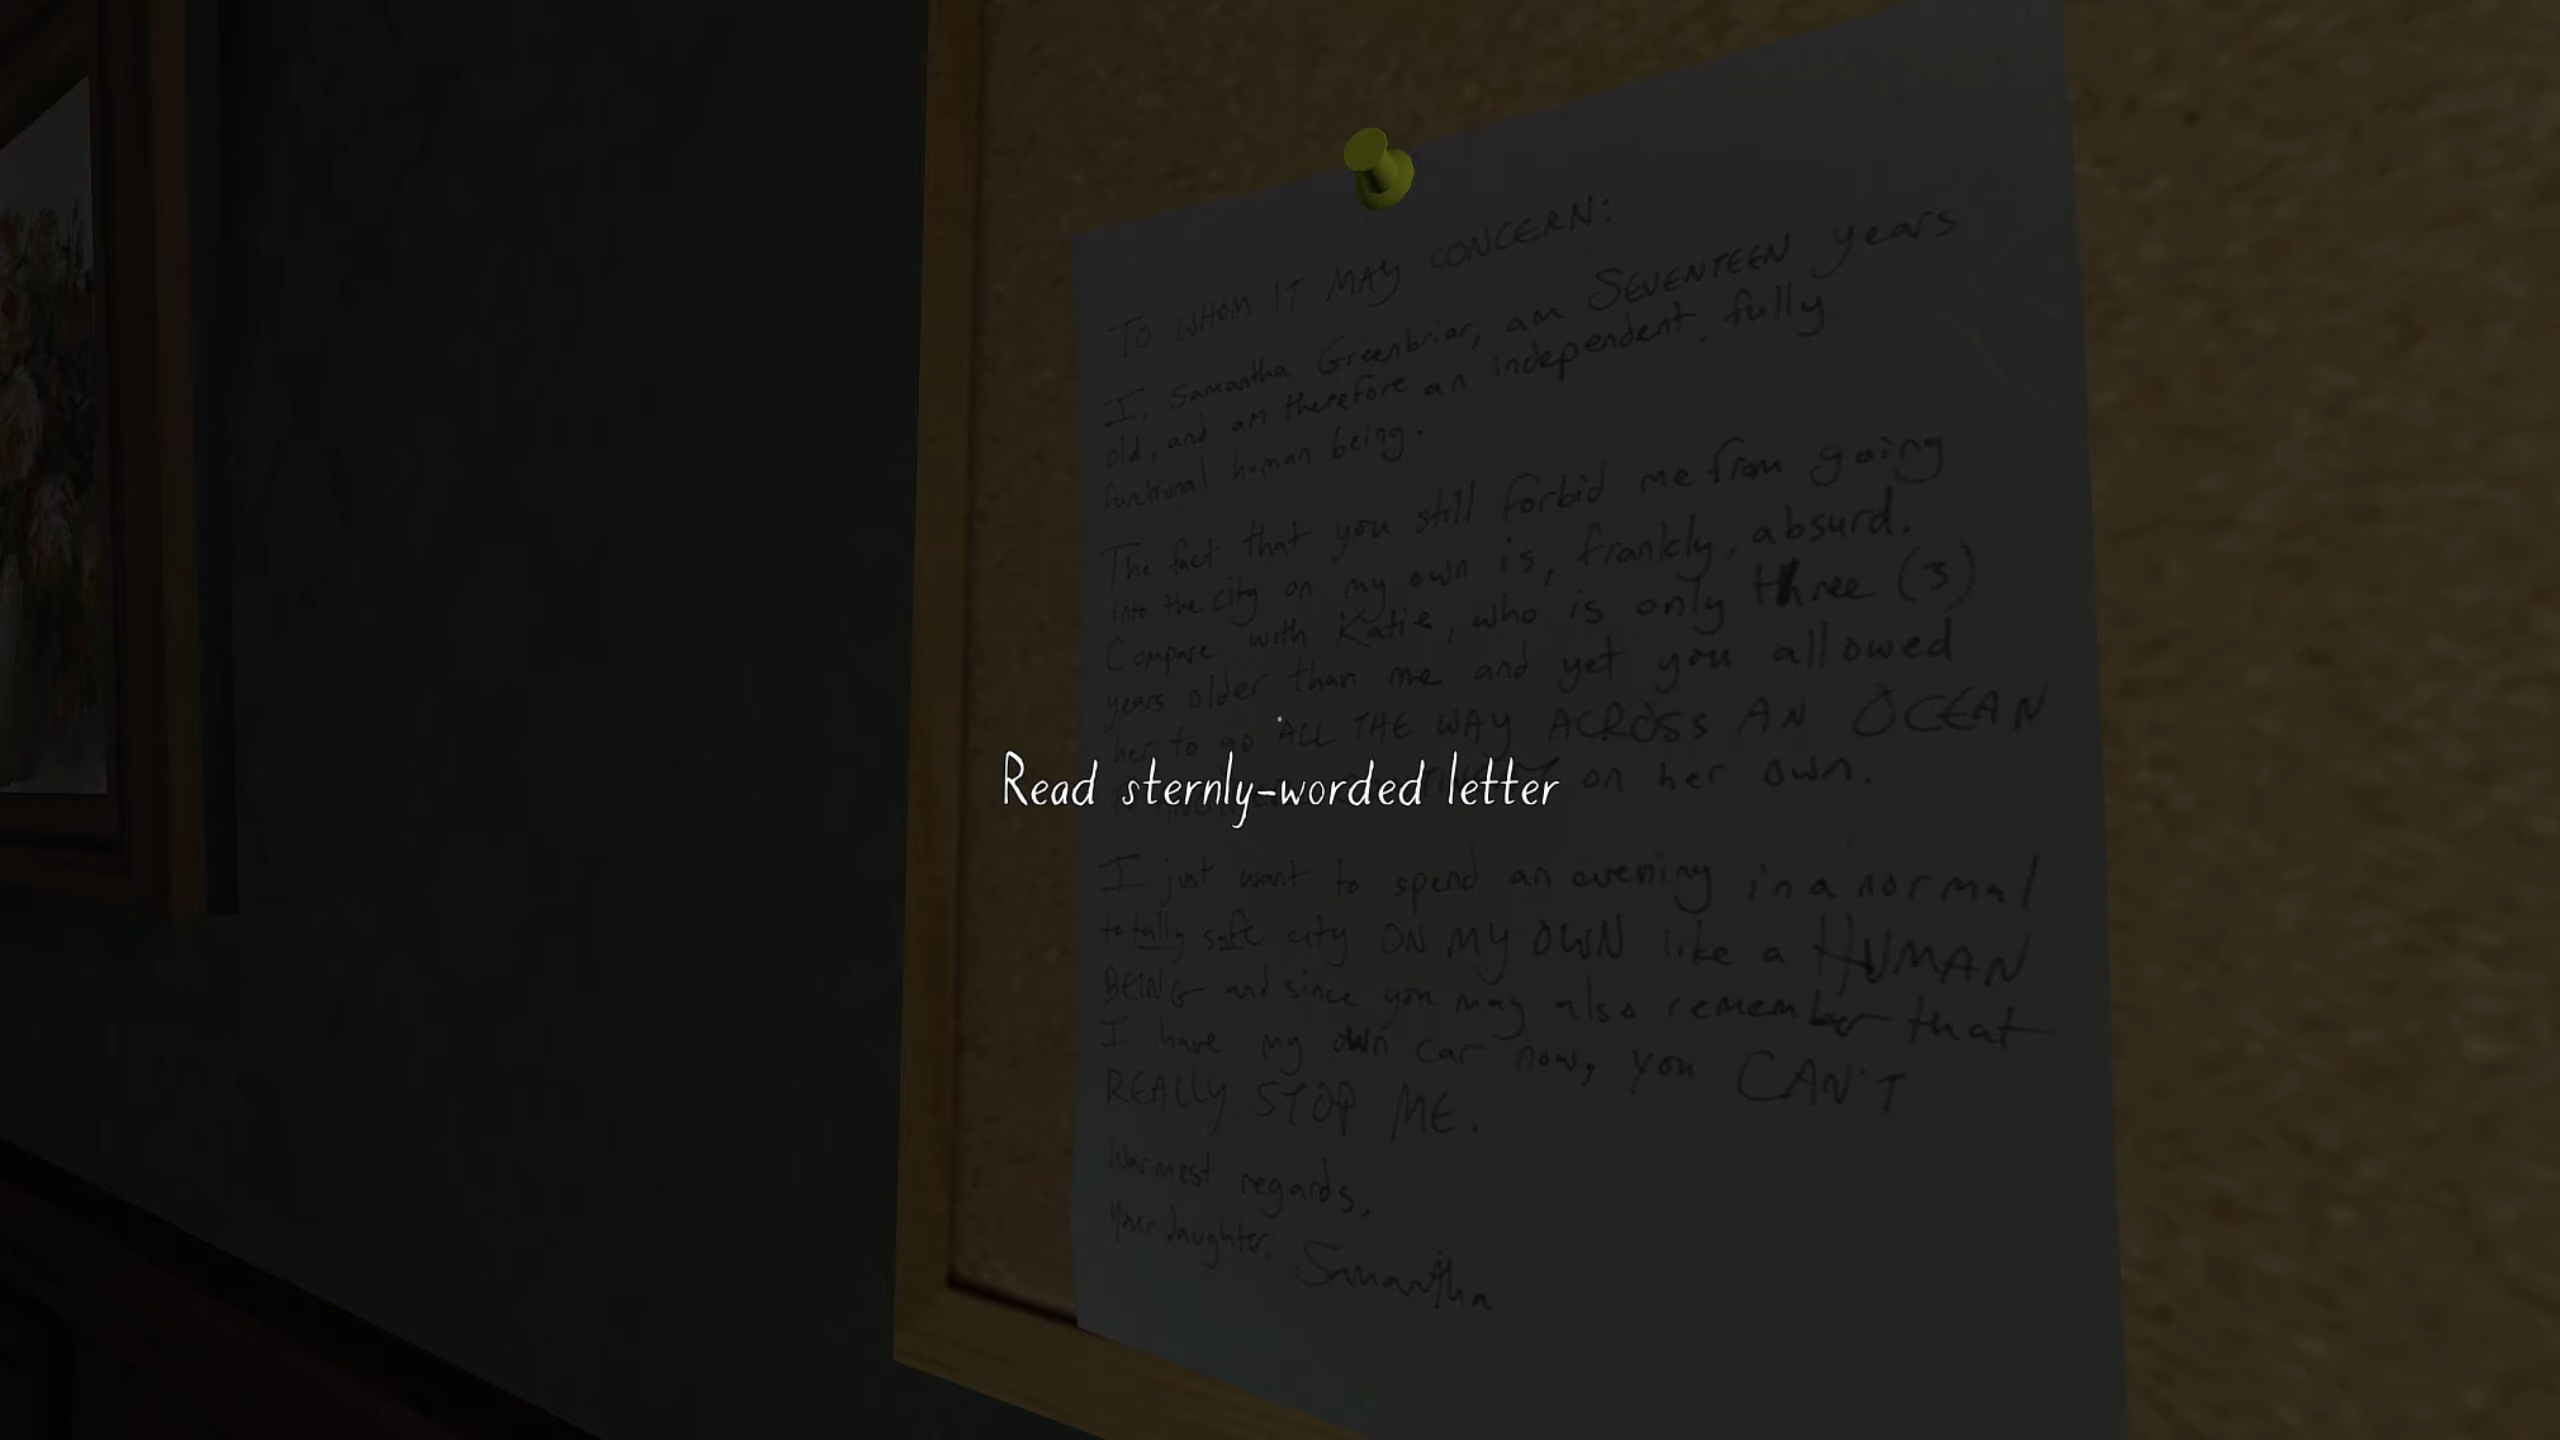 TO WHOM IT MAY CONCERN:
I, Samantha Greenbriar, am SEVENTEEN years
old, and am therefore an independent, fully
functional human being.
The fact that you still forbid me from going
into the city on my own is, frankly, absurd.
Compare with Katie, who is only three (3)
years older than me and yet you allowed
her to go ALL THE WAY ACROSS AN OCEAN
on her own.
Read sternly-worded letter
I just want to spend an evening in a normal
totally safe city ON MY OWN like a HUMAN
BEING and since you may also remember that
I have my own car now, you CAN'T
REALLY STOP ME.
Warmest regards,
Your daughter, Samantha